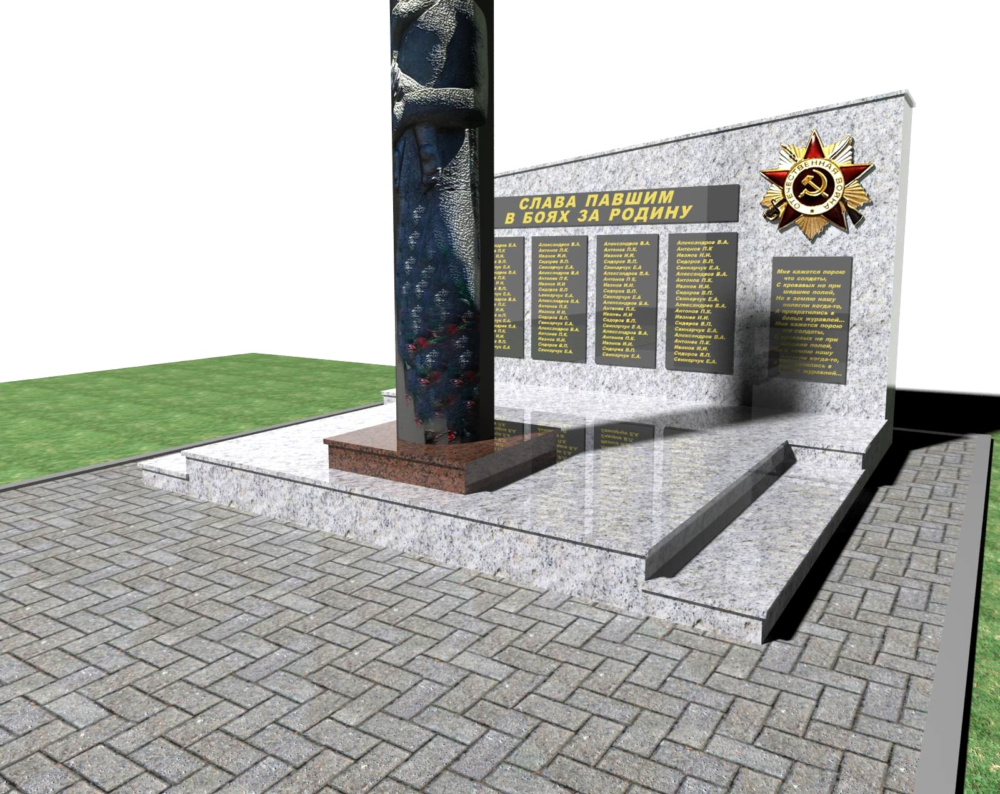 СЛАВА ПАВШИМ
В БОЯХ ЗА РОДИНУ
Александров В.А.
Антонов П.К.
Иванов И.И.
Сидоров В.П.
Свинарчук Е.А.
Александров В.А.
Антонов П.К.
Иванов И.И.
Сидоров В.П.
Свинарчук Е.А.
Александров В.А.
Антонов П.К.
Иванов И.И.
Сидоров В.П.
Свинарчук Е.А.
Александров В.А.
Антонов П.К.
Иванов И.И.
Сидоров В.П.
Свинарчук Е.А.
Александров В.А.
Антонов П.К.
Иванов И.И.
Сидоров В.П.
Свинарчук Е.А.
Александров В.А.
Антонов П.К.
Иванов И.И.
Сидоров В.П.
Свинарчук Е.А.
Александров В.А.
Антонов П.К.
Иванов И.И.
Сидоров В.П.
Свинарчук Е.А.
Александров В.А.
Антонов П.К.
Иванов И.И.
Сидоров В.П.
Свинарчук Е.А.
Александров В.А.
Антонов П.К.
Иванов И.И.
Сидоров В.П.
Свинарчук Е.А.
Александров В.А.
Антонов П.К.
Иванов И.И.
Сидоров В.П.
Свинарчук Е.А.
Александров В.А.
Антонов П.К.
Иванов И.И.
Сидоров В.П.
Свинарчук Е.А.
Александров В.А.
Антонов П.К.
Иванов И.И.
Сидоров В.П.
Свинарчук Е.А.
ОТЕЧЕСТВЕННАЯ ВОЙНА
Мне кажется порою
что солдаты,
С кровавых не при
шедшие полей,
Не в землю нашу
полегли когда-то,
А превратились в
белых журавлей...
Мне кажется порою
что солдаты,
С кровавых не при
шедшие полей,
Не в землю нашу
полегли когда-то,
А превратились в
белых журавлей...